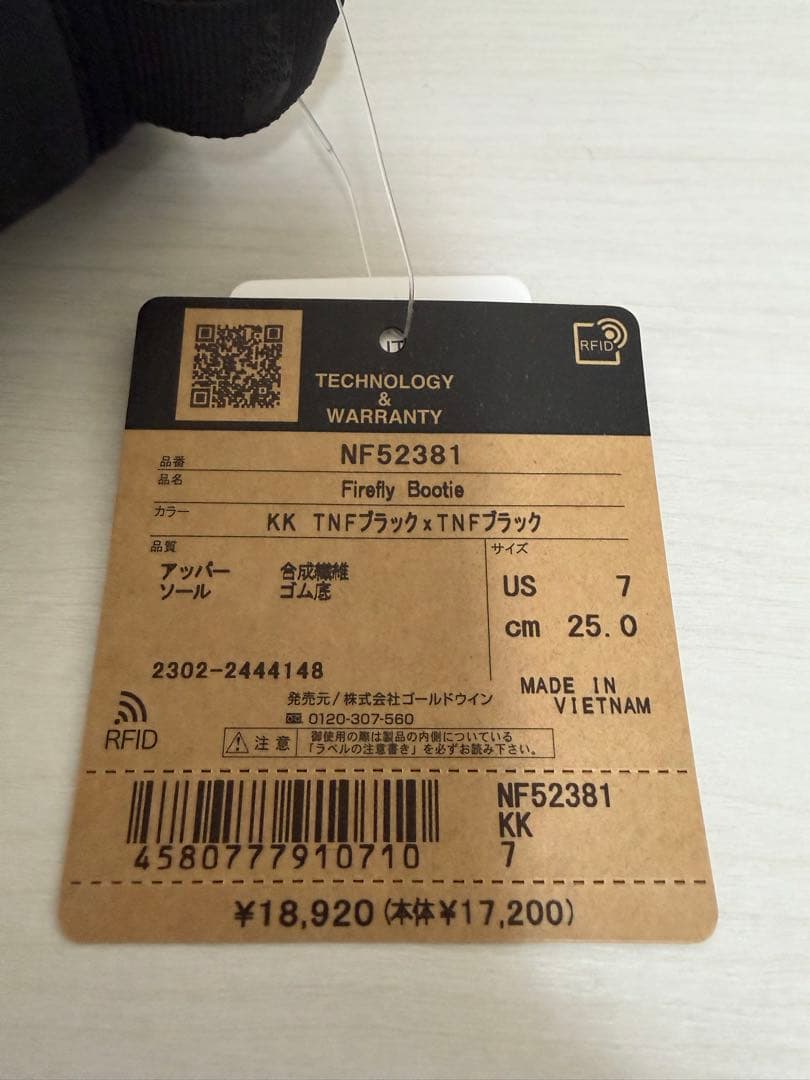 IT
TECHNOLOGY
&
WARRANTY
RFID
品番 NF52381
品名 Firefly Bootie
カラー KK TNFブラックxTNFブラック
品質
アッパー 合成繊維
ソール ゴム底
サイズ
US 7
cm 25.0
2302-2444148
MADE IN
VIETNAM
RFID
発売元/株式会社ゴールドウイン
0120-307-560
注意 御使用の際は製品の内側についている
「ラベルの注意書き」を必ずお読み下さい。
4580777910710
NF52381
KK
7
¥18,920(本体¥17,200)